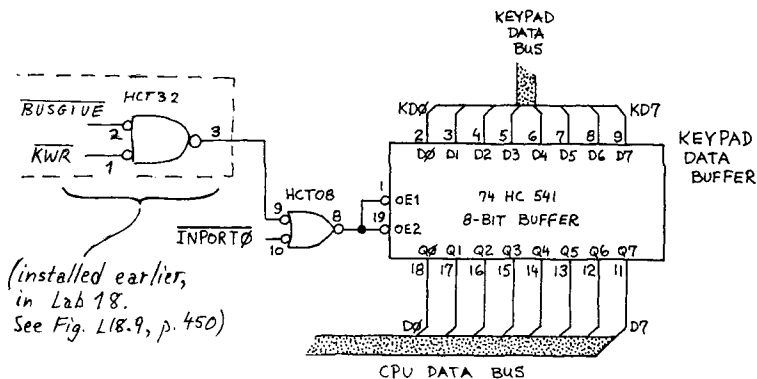 KEYPAD
DATA
BUS
HCT32
BUSGIVE
2
3
KWR
1
KDØ
KD7
2 3 4 5 6 7 8 9
DØ D1 D2 D3 D4 D5 D6 D7
KEYPAD
DATA
BUFFER
HCT08
9
8
INPORTØ
10
1
OE1
19
OE2
74 HC 541
8-BIT BUFFER
QØ Q1 Q2 Q3 Q4 Q5 Q6 Q7
18 17 16 15 14 13 12 11
(installed earlier,
in Lab 18.
See Fig. L18.9, p. 450)
DØ
D7
CPU DATA BUS